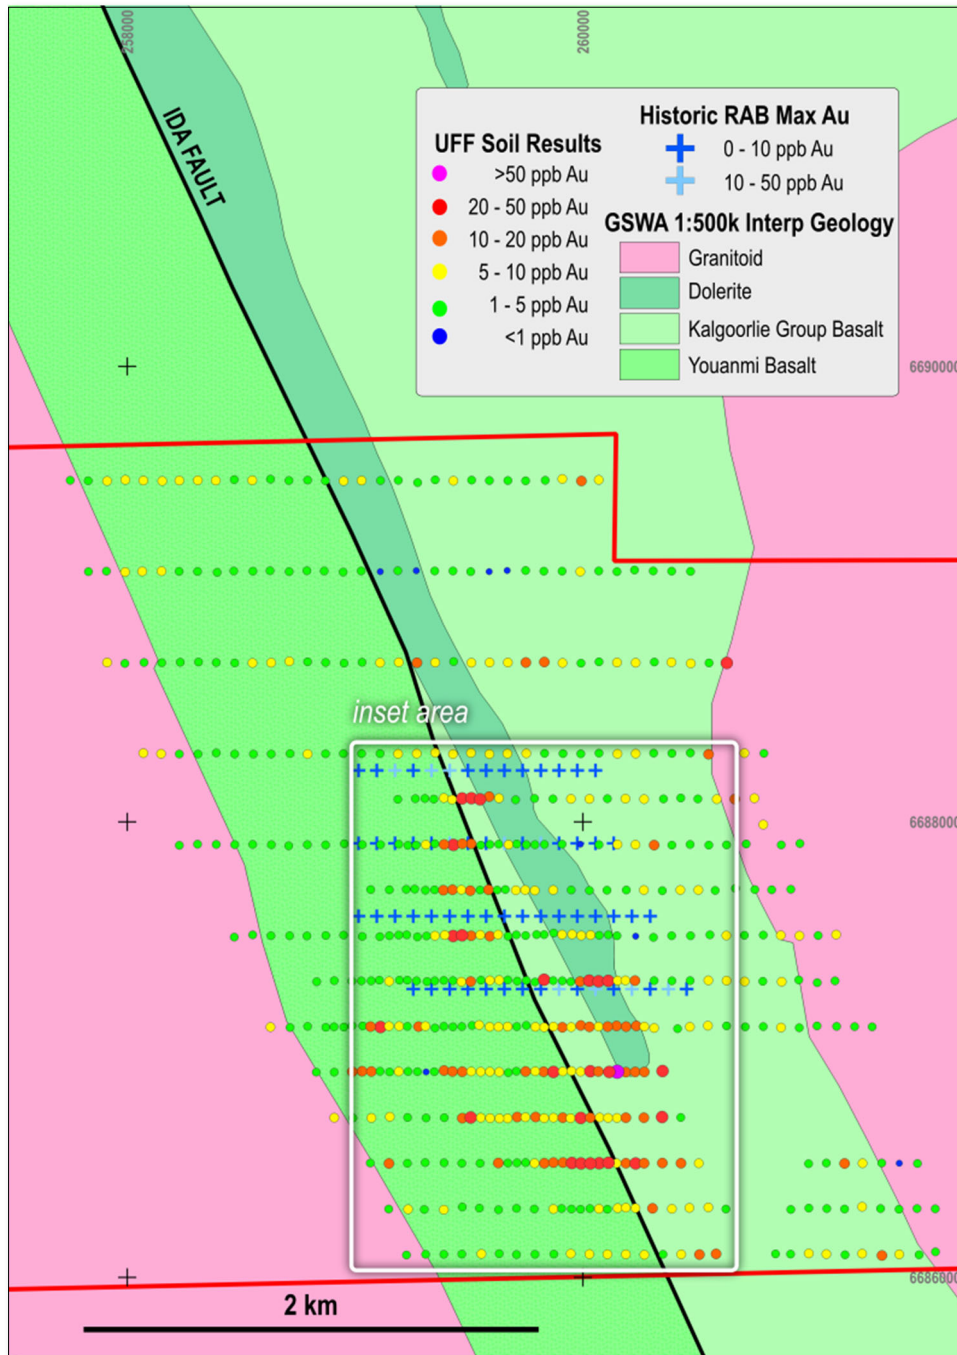 258000
260000
IDA FAULT
Historic RAB Max Au
0 - 10 ppb Au
10 - 50 ppb Au
UFF Soil Results
>50 ppb Au
20 - 50 ppb Au
10 - 20 ppb Au
5 - 10 ppb Au
1 - 5 ppb Au
<1 ppb Au
GSWA 1:500k Interp Geology
Granitoid
Dolerite
Kalgoorlie Group Basalt
Youanmi Basalt
6690000
inset area
6688000
6686000
2 km